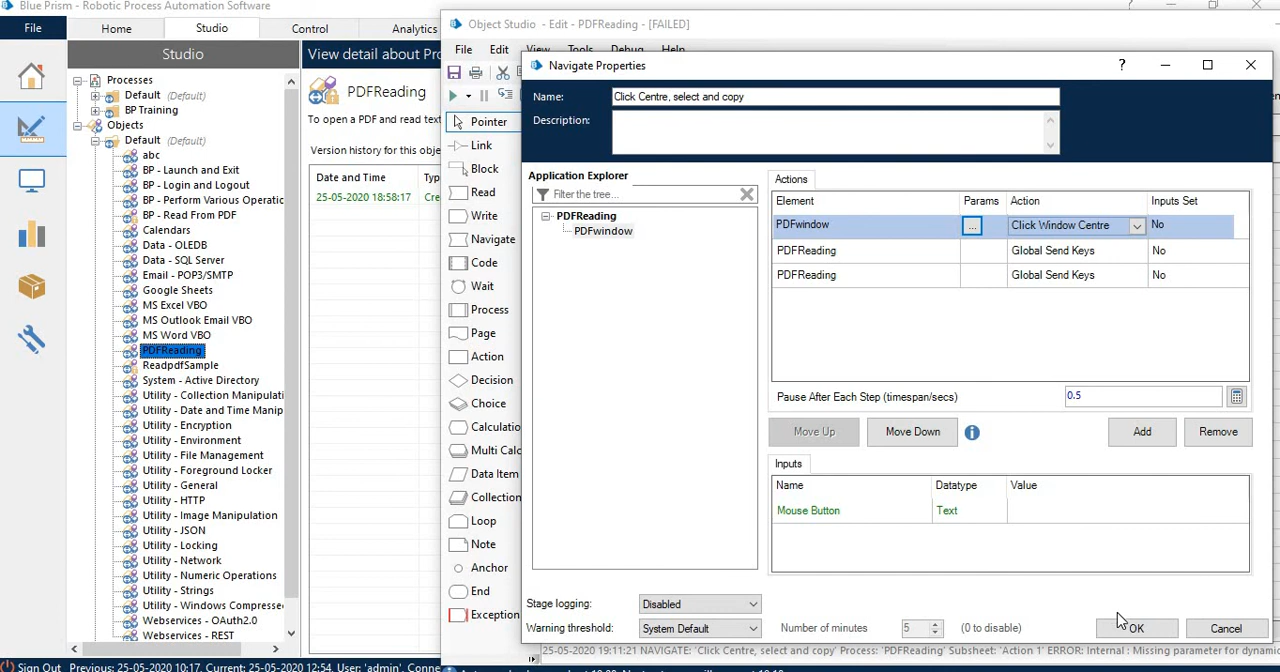 Blue Prism - Robotic Process Automation Software
File
Home
Studio
Control
Analytics
Studio
Processes
Default (Default)
BP Training
Objects
Default (Default)
abc
BP - Launch and Exit
BP - Login and Logout
BP - Perform Various Operatio
BP - Read From PDF
Calendars
Data - OLEDB
Data - SQL Server
Email - POP3/SMTP
Google Sheets
MS Excel VBO
MS Outlook Email VBO
MS Word VBO
PDFReading
ReadpdfSample
System - Active Directory
Utility - Collection Manipulati
Utility - Date and Time Manip
Utility - Encryption
Utility - Environment
Utility - File Management
Utility - Foreground Locker
Utility - General
Utility - HTTP
Utility - Image Manipulation
Utility - JSON
Utility - Locking
Utility - Network
Utility - Numeric Operations
Utility - Strings
Utility - Windows Compresse
Webservices - OAuth2.0
Webservices - REST
View detail about Pro
PDFReading
To open a PDF and read text
Version history for this obje
Date and Time
Typ
25-05-2020 18:58:17
Cre
Object Studio - Edit - PDFReading - [FAILED]
File
Edit
View
Tools
Debug
Help
Pointer
Link
Block
Read
Write
Navigate
Code
Wait
Process
Page
Action
Decision
Choice
Calculatio
Multi Calc
Data Item
Collection
Loop
Note
Anchor
End
Exception
Navigate Properties
?
Name:
Click Centre, select and copy
Description:
Application Explorer
Filter the tree...
PDFReading
PDFwindow
Actions
Element
Params
Action
Inputs Set
PDFwindow
...
Click Window Centre
No
PDFReading
Global Send Keys
No
PDFReading
Global Send Keys
No
Pause After Each Step (timespan/secs)
0.5
Move Up
Move Down
Add
Remove
Inputs
Name
Datatype
Value
Mouse Button
Text
Stage logging:
Disabled
Warning threshold:
System Default
Number of minutes
5
(0 to disable)
OK
Cancel
25-05-2020 19:11:21 NAVIGATE: 'Click Centre, select and copy' Process: 'PDFReading' Subsheet: 'Action 1' ERROR: Internal : Missing parameter for dynamic
Sign Out
Previous: 25-05-2020 10:17. Current: 25-05-2020 12:54. User: 'admin'. Conne